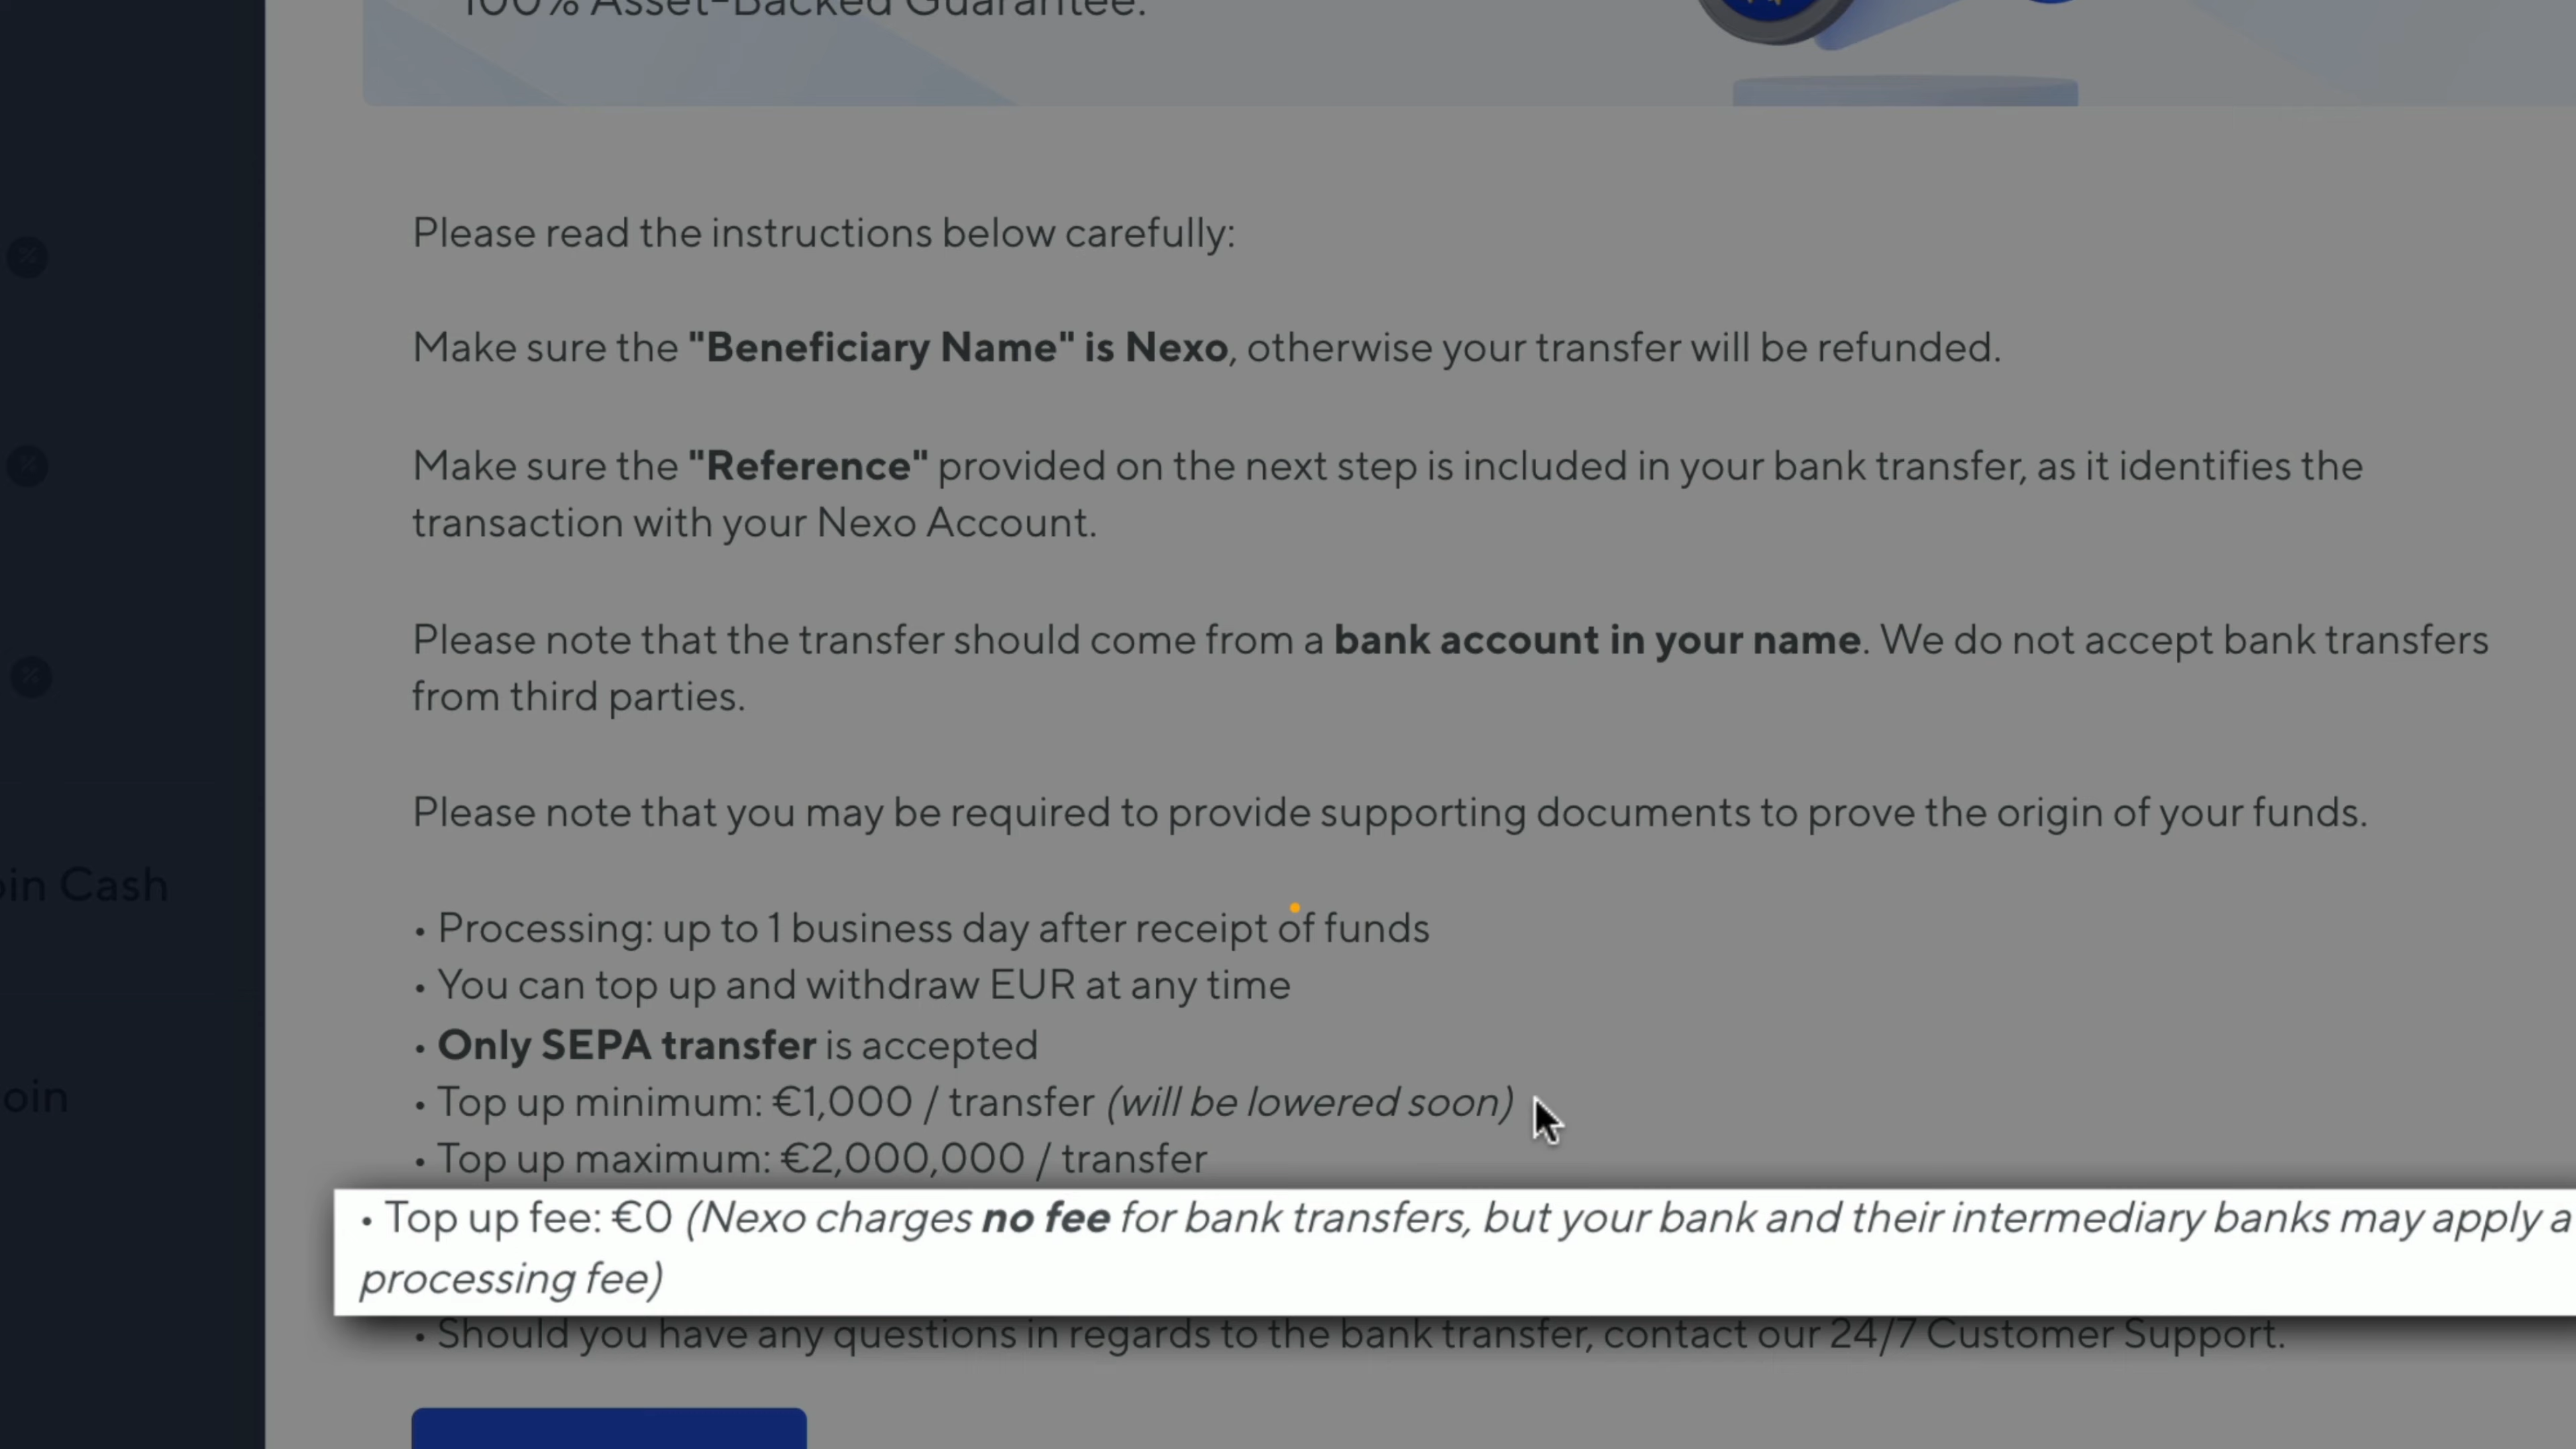 100% Asset-Backed Guarantee.
Please read the instructions below carefully:
Make sure the "Beneficiary Name" is Nexo, otherwise your transfer will be refunded.
Make sure the "Reference" provided on the next step is included in your bank transfer, as it identifies the
transaction with your Nexo Account.
Please note that the transfer should come from a bank account in your name. We do not accept bank transfers
from third parties.
Please note that you may be required to provide supporting documents to prove the origin of your funds.
oin Cash
• Processing: up to 1 business day after receipt of funds
• You can top up and withdraw EUR at any time
• Only SEPA transfer is accepted
oin
• Top up minimum: €1,000 / transfer (will be lowered soon)
• Top up maximum: €2,000,000 / transfer
• Top up fee: €0 (Nexo charges no fee for bank transfers, but your bank and their intermediary banks may apply a
processing fee)
• Should you have any questions in regards to the bank transfer, contact our 24/7 Customer Support.